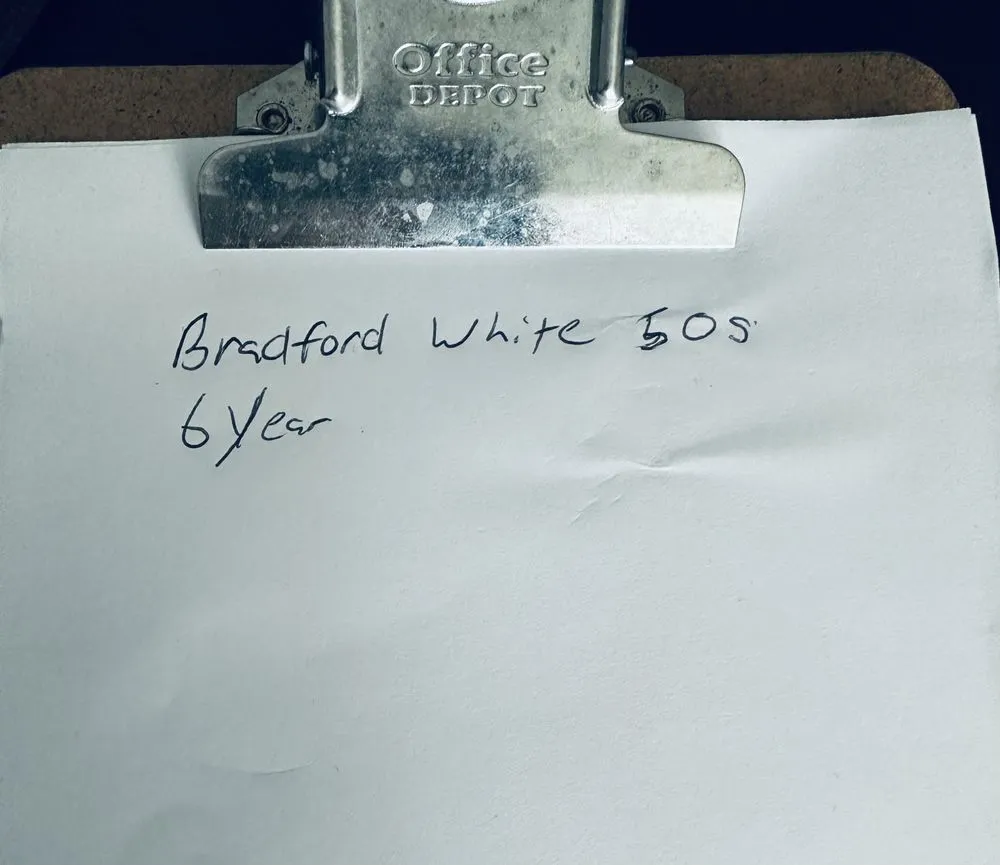 Office
DEPOT
Bradford White 50s
6 Year